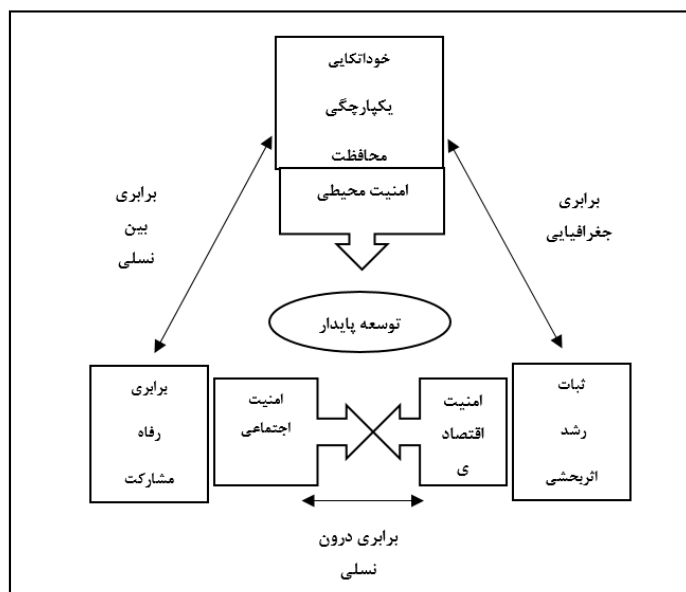 خوداتکایی
یکپارچگی
محافظت
امنیت محیطی
برابری
جغرافیایی
برابری
بین
نسلی
توسعه پایدار
ثبات
رشد
اثربخشی
امنیت
اقتصاد
ی
امنیت
اجتماعی
برابری
رفاه
مشارکت
برابری درون
نسلی